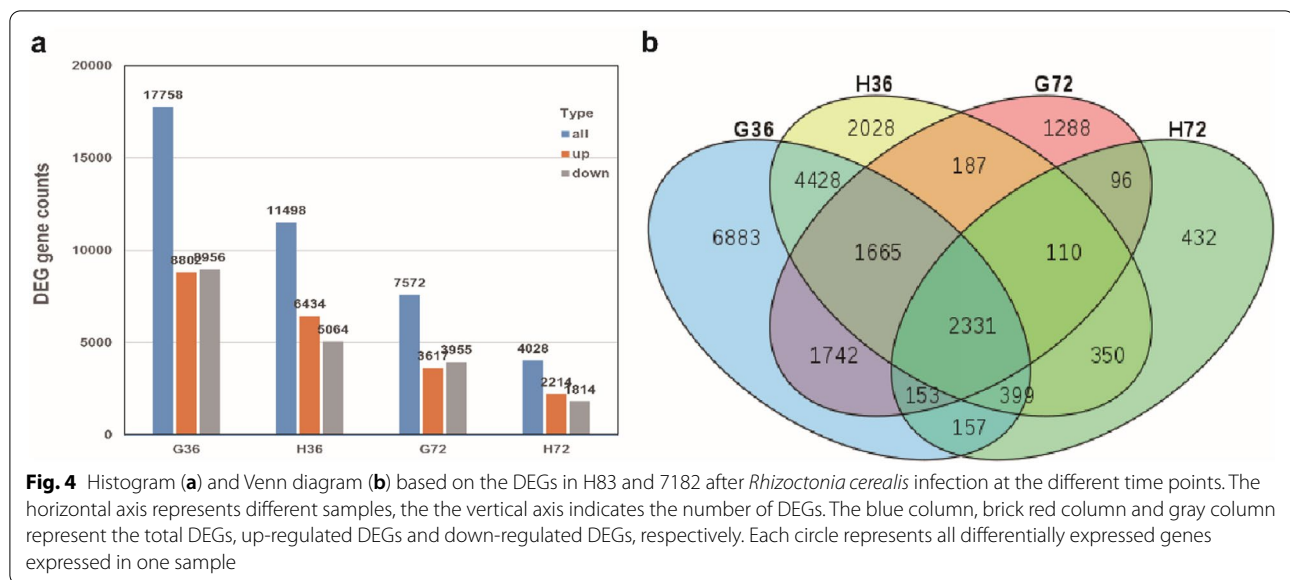 a
20000
15000
10000
5000
0
DEG gene counts
17758
8802
8956
11498
6434
5064
7572
3617
3955
4028
2214
1814
Type
all
up
down
G36
H36
G72
H72
b
G36
H36
G72
H72
2028
1288
187
4428
96
6883
432
1665
110
2331
1742
350
153
399
157
Fig. 4 Histogram (a) and Venn diagram (b) based on the DEGs in H83 and 7182 after Rhizoctonia cerealis infection at the different time points. The
horizontal axis represents different samples, the the vertical axis indicates the number of DEGs. The blue column, brick red column and gray column
represent the total DEGs, up-regulated DEGs and down-regulated DEGs, respectively. Each circle represents all differentially expressed genes
expressed in one sample